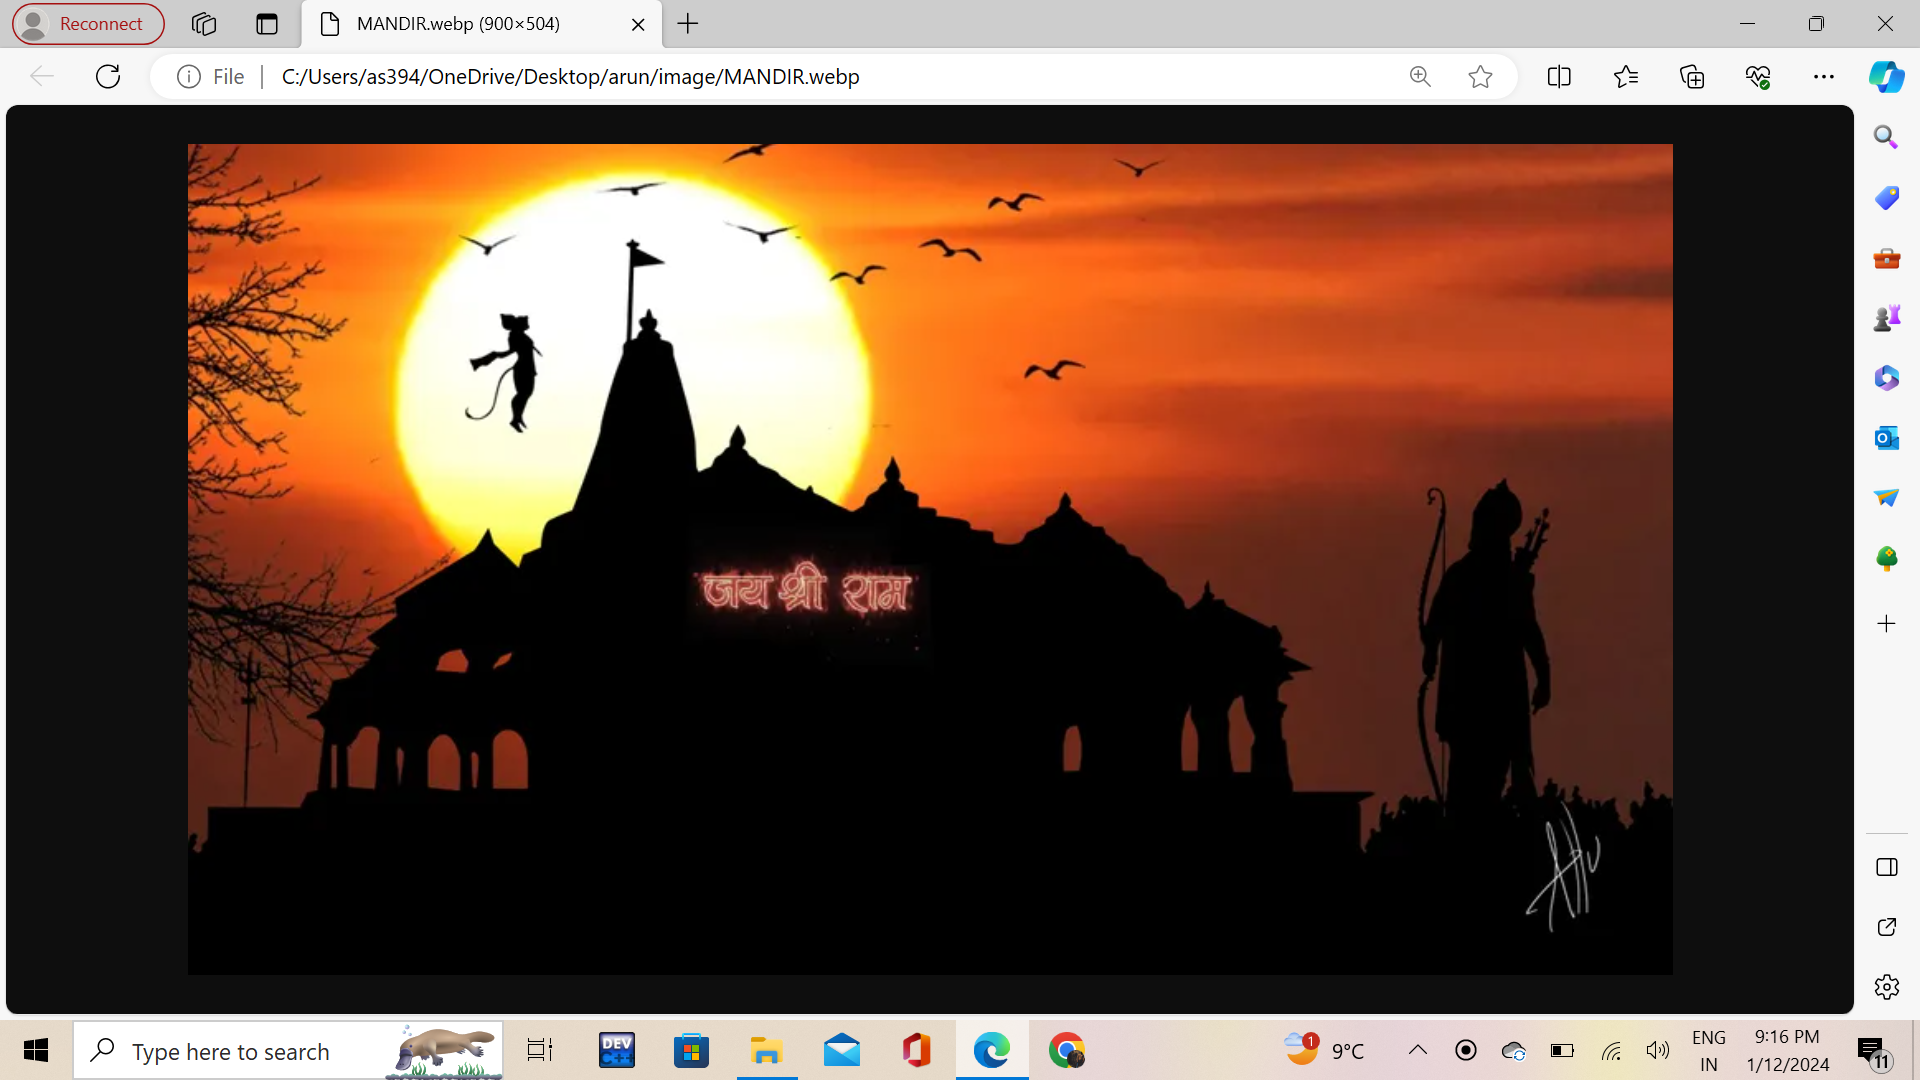 Reconnect
MANDIR.webp (900×504)
File
C:/Users/as394/OneDrive/Desktop/arun/image/MANDIR.webp
जय श्री राम
Type here to search
DEV
C++
1
9°C
ENG
IN
9:16 PM
1/12/2024
11